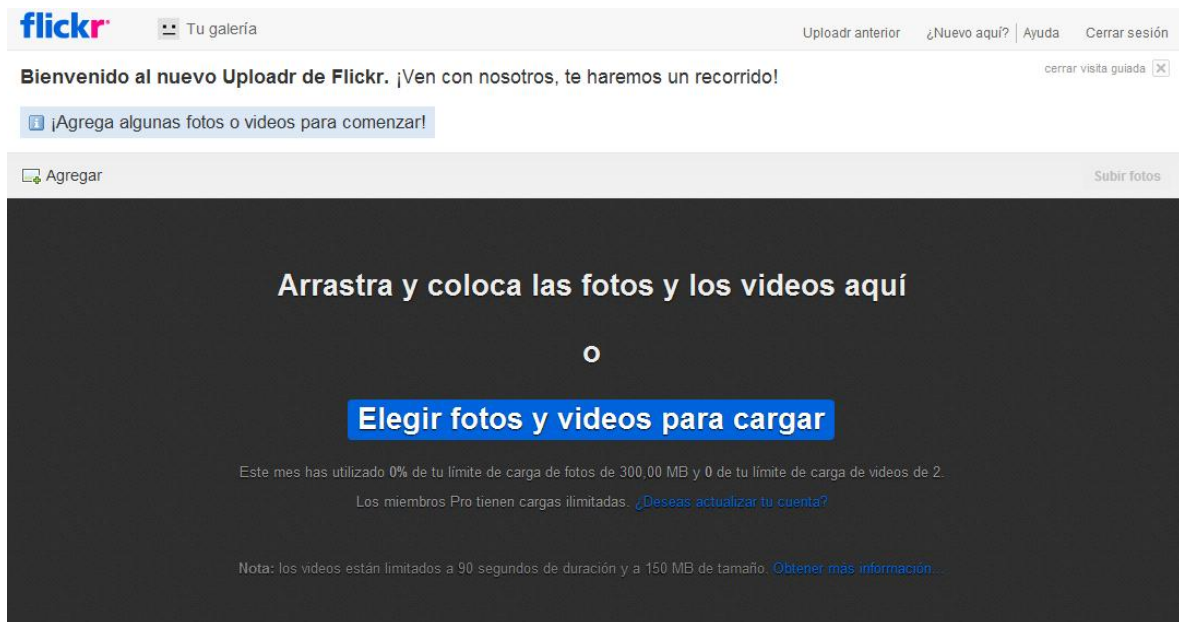 flickr
Tu galería
Uploadr anterior ¿Nuevo aquí? Ayuda Cerrar sesión
Bienvenido al nuevo Uploadr de Flickr. ¡Ven con nosotros, te haremos un recorrido!
cerrar visita guiada
¡Agrega algunas fotos o videos para comenzar!
Agregar
Subir fotos
Arrastra y coloca las fotos y los videos aquí
o
Elegir fotos y videos para cargar
Este mes has utilizado 0% de tu límite de carga de fotos de 300,00 MB y 0 de tu límite de carga de videos de 2.
Los miembros Pro tienen cargas ilimitadas. ¿Deseas actualizar tu cuenta?
Nota: los videos están limitados a 90 segundos de duración y a 150 MB de tamaño. Obtener más información...